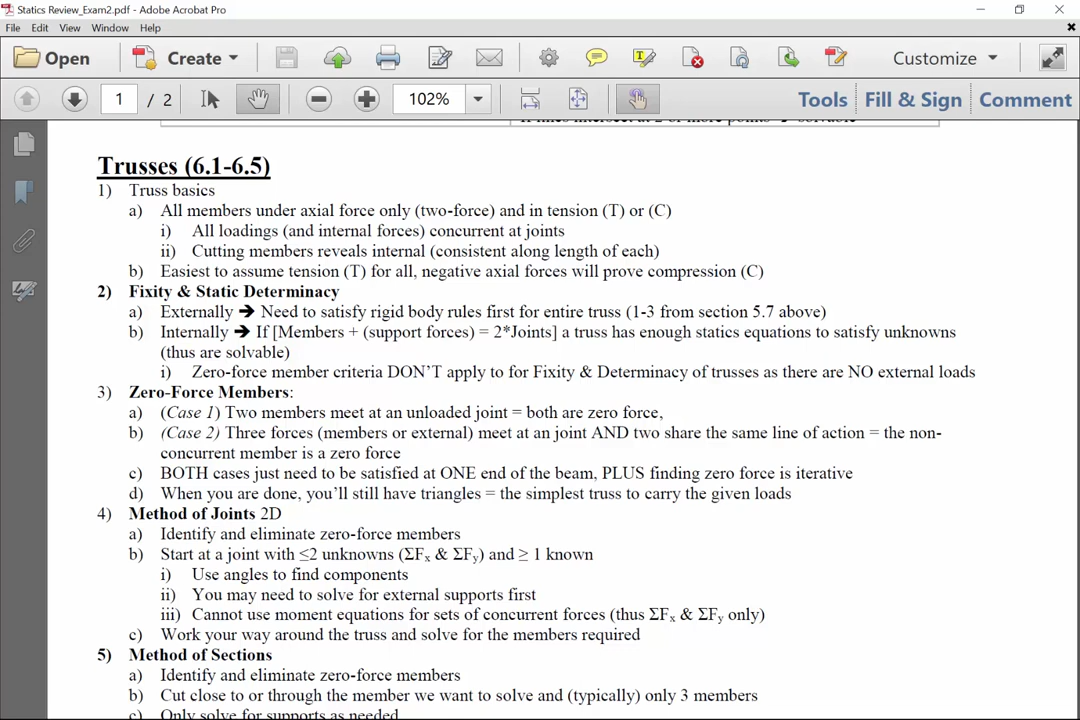 Statics Review_Exam2.pdf - Adobe Acrobat Pro
File Edit View Window Help
Open Create Customize
1 / 2 102% Tools Fill & Sign Comment
Trusses (6.1-6.5)
1) Truss basics
a) All members under axial force only (two-force) and in tension (T) or (C)
i) All loadings (and internal forces) concurrent at joints
ii) Cutting members reveals internal (consistent along length of each)
b) Easiest to assume tension (T) for all, negative axial forces will prove compression (C)
2) Fixity & Static Determinacy
a) Externally ➔ Need to satisfy rigid body rules first for entire truss (1-3 from section 5.7 above)
b) Internally ➔ If [Members + (support forces) = 2*Joints] a truss has enough statics equations to satisfy unknowns
(thus are solvable)
i) Zero-force member criteria DON'T apply to for Fixity & Determinacy of trusses as there are NO external loads
3) Zero-Force Members:
a) (Case 1) Two members meet at an unloaded joint = both are zero force,
b) (Case 2) Three forces (members or external) meet at an joint AND two share the same line of action = the non-
concurrent member is a zero force
c) BOTH cases just need to be satisfied at ONE end of the beam, PLUS finding zero force is iterative
d) When you are done, you'll still have triangles = the simplest truss to carry the given loads
4) Method of Joints 2D
a) Identify and eliminate zero-force members
b) Start at a joint with ≤2 unknowns (ΣFx & ΣFy) and ≥ 1 known
i) Use angles to find components
ii) You may need to solve for external supports first
iii) Cannot use moment equations for sets of concurrent forces (thus ΣFx & ΣFy only)
c) Work your way around the truss and solve for the members required
5) Method of Sections
a) Identify and eliminate zero-force members
b) Cut close to or through the member we want to solve and (typically) only 3 members
c) Only solve for supports as needed